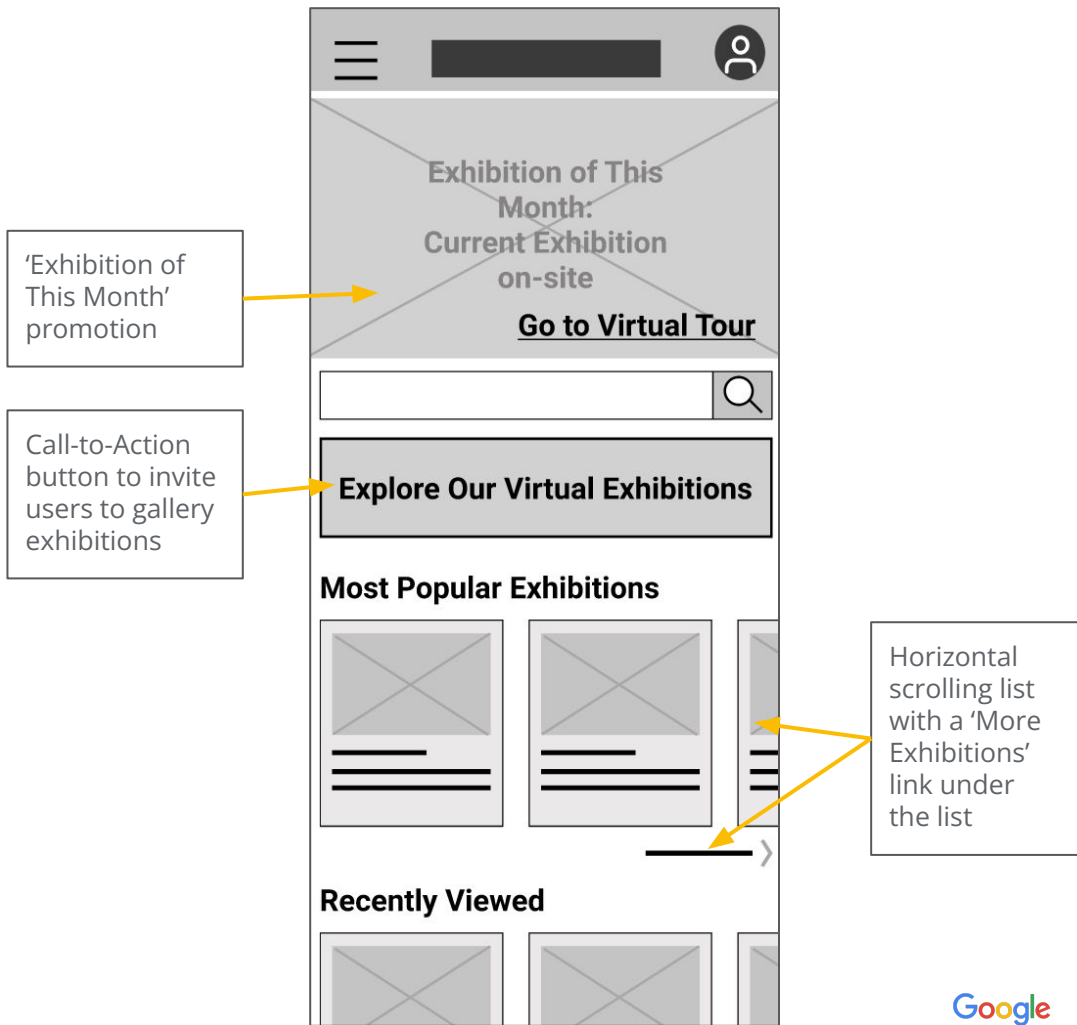 Exhibition of This
Month:
Current Exhibition
on-site
Go to Virtual Tour
‘Exhibition of
This Month’
promotion
Call-to-Action
button to invite
users to gallery
exhibitions
Explore Our Virtual Exhibitions
Most Popular Exhibitions
Horizontal
scrolling list
with a ‘More
Exhibitions’
link under
the list
Recently Viewed
Google